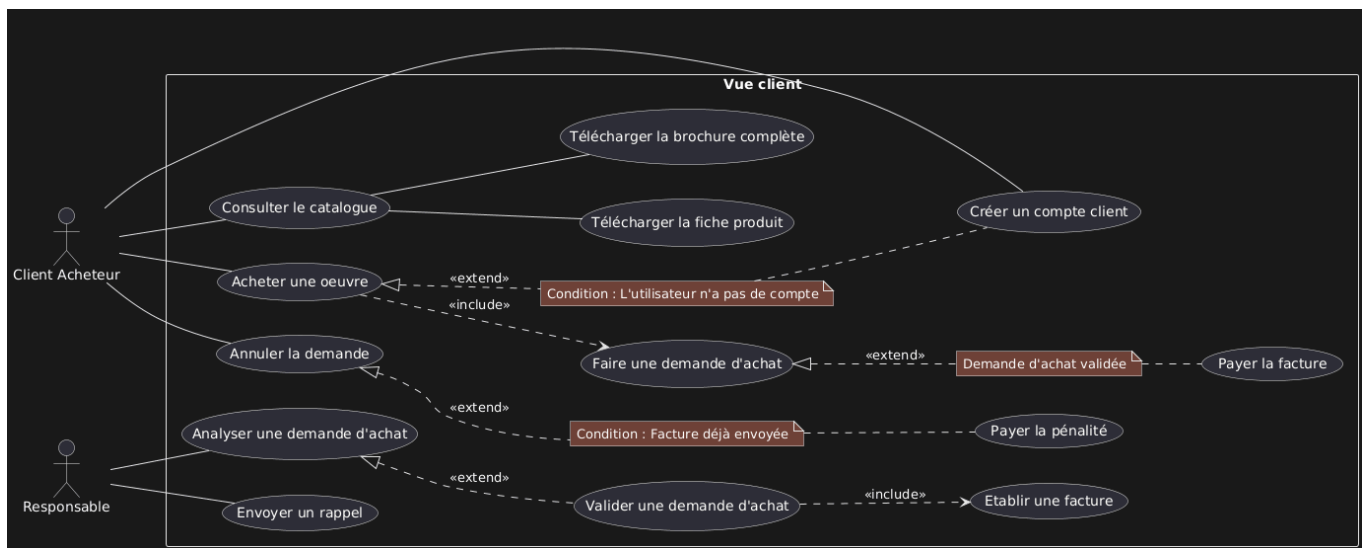 Vue client
Télécharger la brochure complète
Consulter le catalogue
Télécharger la fiche produit
Créer un compte client
Client Acheteur
Acheter une oeuvre
«extend»
Condition : L'utilisateur n'a pas de compte
«include»
Annuler la demande
Faire une demande d'achat
«extend»
Demande d'achat validée
Payer la facture
«extend»
Analyser une demande d'achat
Condition : Facture déjà envoyée
Payer la pénalité
«extend»
Responsable
Envoyer un rappel
Valider une demande d'achat
«include»
Etablir une facture